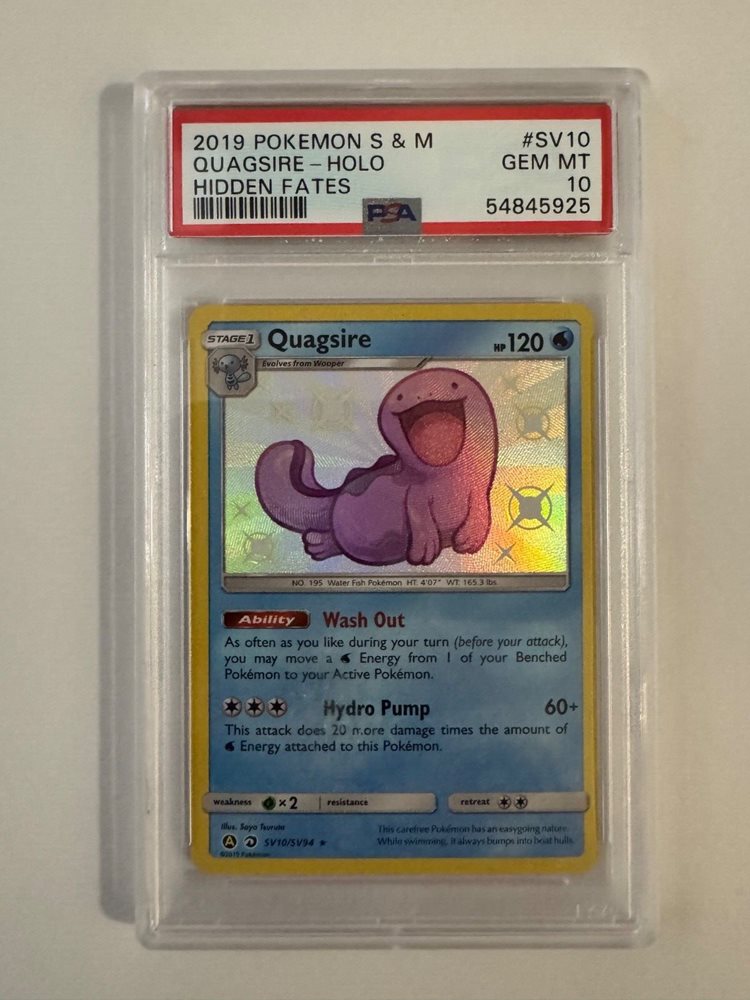 2019 POKEMON S & M #SV10
QUAGSIRE – HOLO GEM MT
HIDDEN FATES 10
PSA 54845925
STAGE 1 Quagsire HP 120
Evolves from Wooper
NO. 195 Water Fish Pokémon HT: 4'07" WT: 165.3 lbs.
Ability Wash Out
As often as you like during your turn (before your attack),
you may move a Energy from 1 of your Benched
Pokémon to your Active Pokémon.
Hydro Pump 60+
This attack does 20 more damage times the amount of
Energy attached to this Pokémon.
weakness ×2 resistance retreat
Illus. Saya Tsuruta This carefree Pokémon has an easygoing nature.
A SV10/SV94 While swimming, it always bumps into boat hulls.
©2019 Pokémon